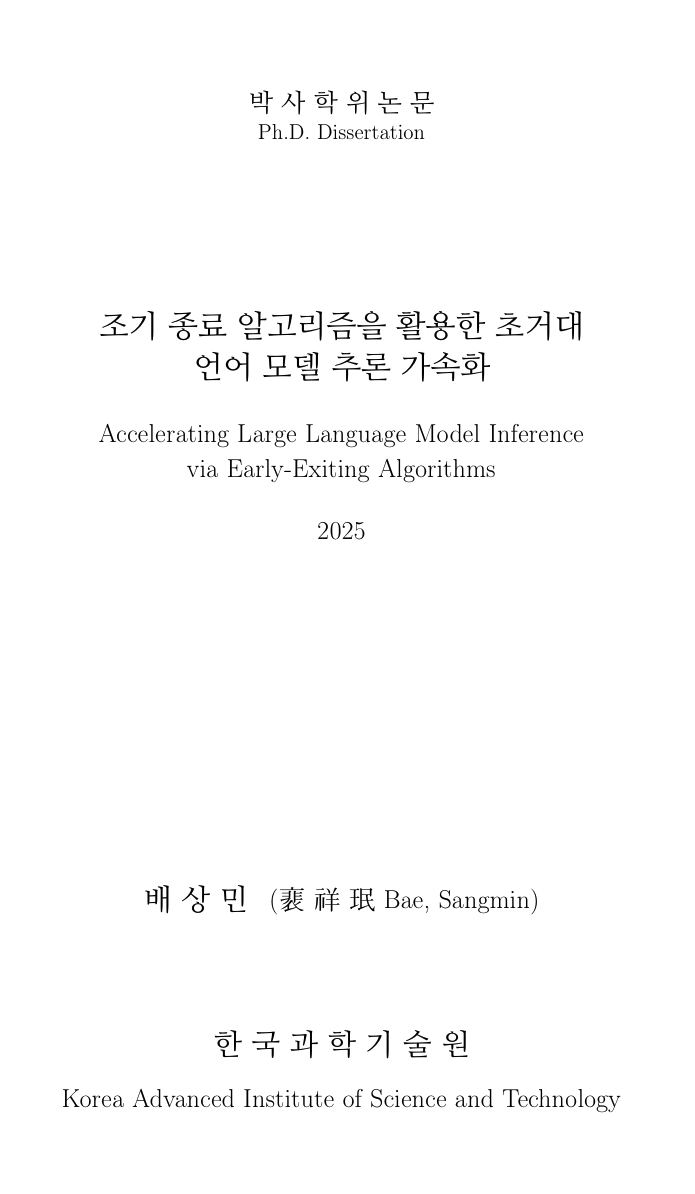 박 사 학 위 논 문
Ph.D. Dissertation
조기 종료 알고리즘을 활용한 초거대
언어 모델 추론 가속화
Accelerating Large Language Model Inference
via Early-Exiting Algorithms
2025
배 상 민 (裵 祥 珉 Bae, Sangmin)
한 국 과 학 기 술 원
Korea Advanced Institute of Science and Technology